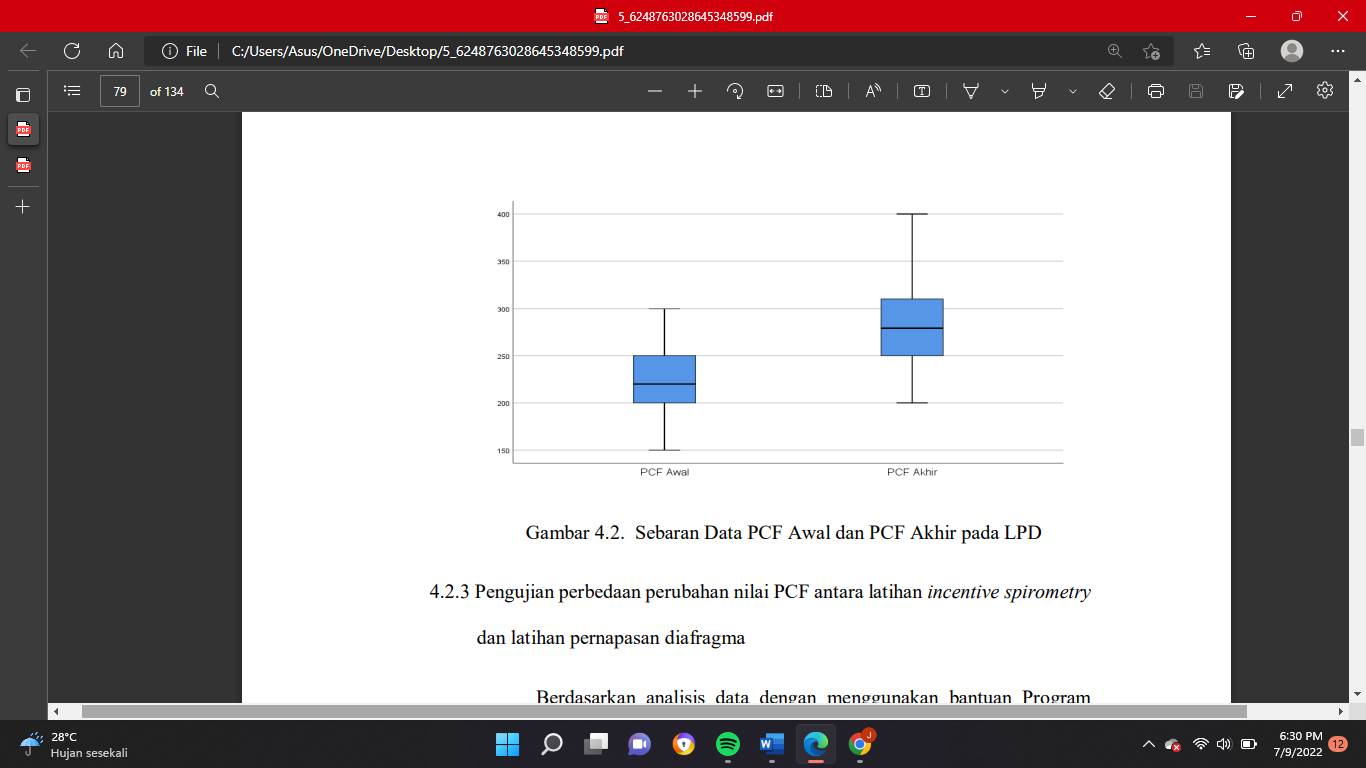 5_6248763028645348599.pdf
File
C:/Users/Asus/OneDrive/Desktop/5_6248763028645348599.pdf
79 of 134
400
350
300
250
200
150
PCF Awal PCF Akhir
Gambar 4.2. Sebaran Data PCF Awal dan PCF Akhir pada LPD
4.2.3 Pengujian perbedaan perubahan nilai PCF antara latihan incentive spirometry
dan latihan pernapasan diafragma
Berdasarkan analisis data dengan menggunakan bantuan Program
28°C
Hujan sesekali
6:30 PM
7/9/2022
12